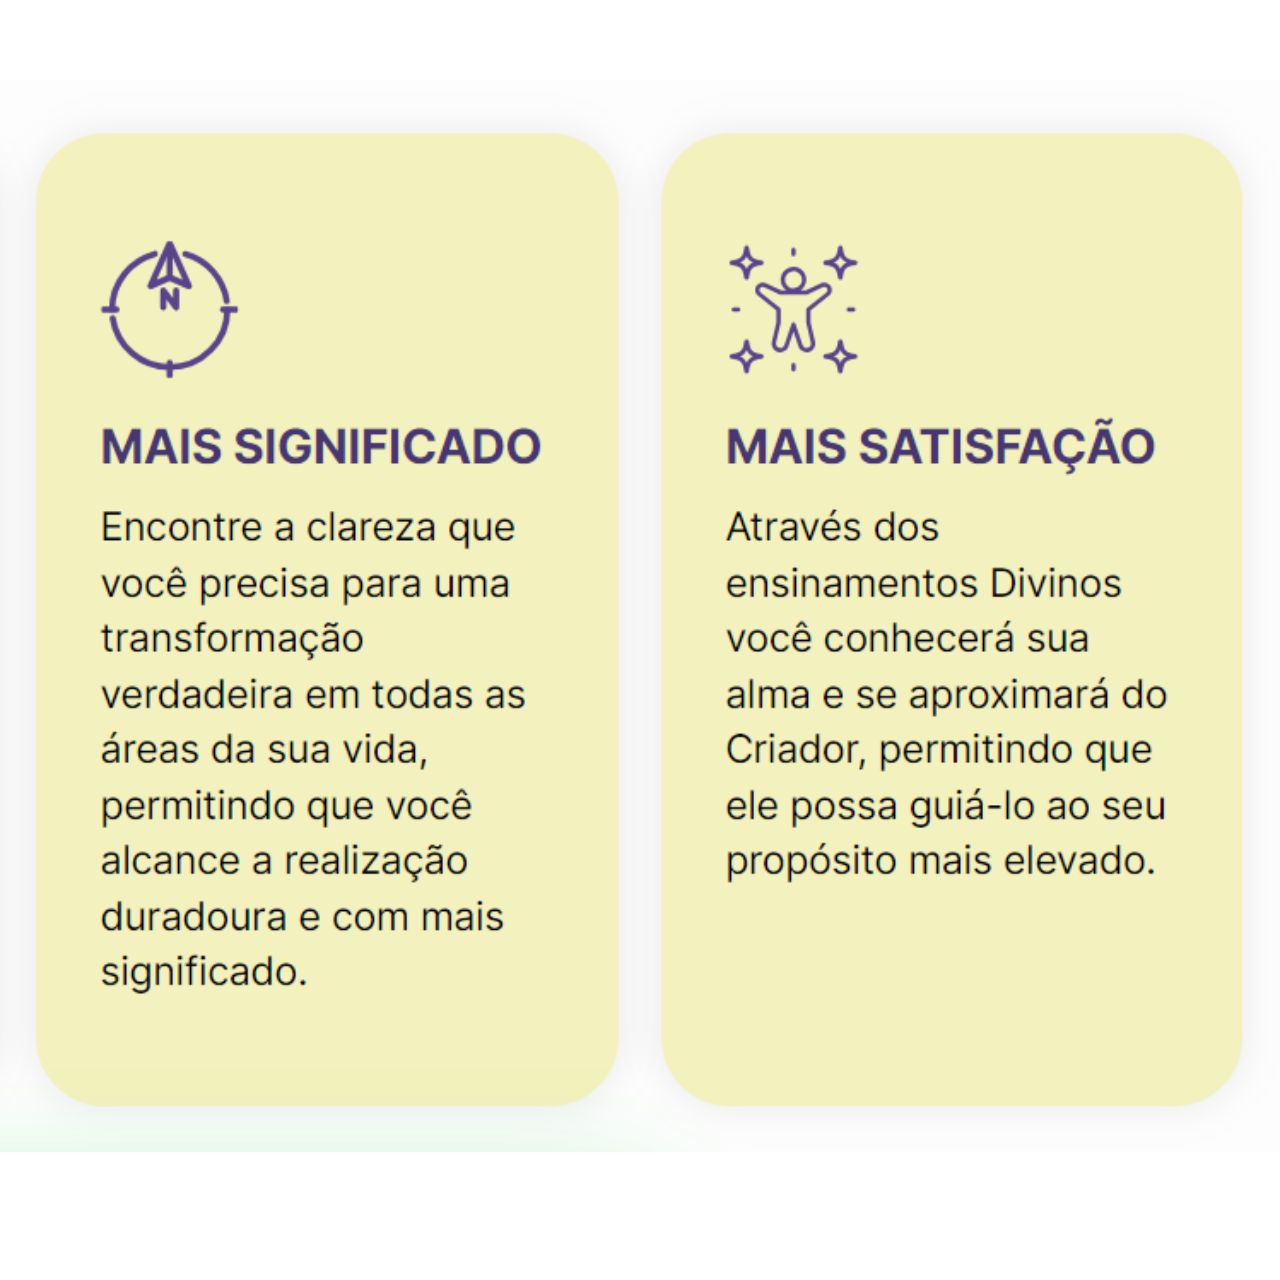 N
MAIS SIGNIFICADO
Encontre a clareza que
você precisa para uma
transformação
verdadeira em todas as
áreas da sua vida,
permitindo que você
alcance a realização
duradoura e com mais
significado.
MAIS SATISFAÇÃO
Através dos
ensinamentos Divinos
você conhecerá sua
alma e se aproximará do
Criador, permitindo que
ele possa guiá-lo ao seu
propósito mais elevado.